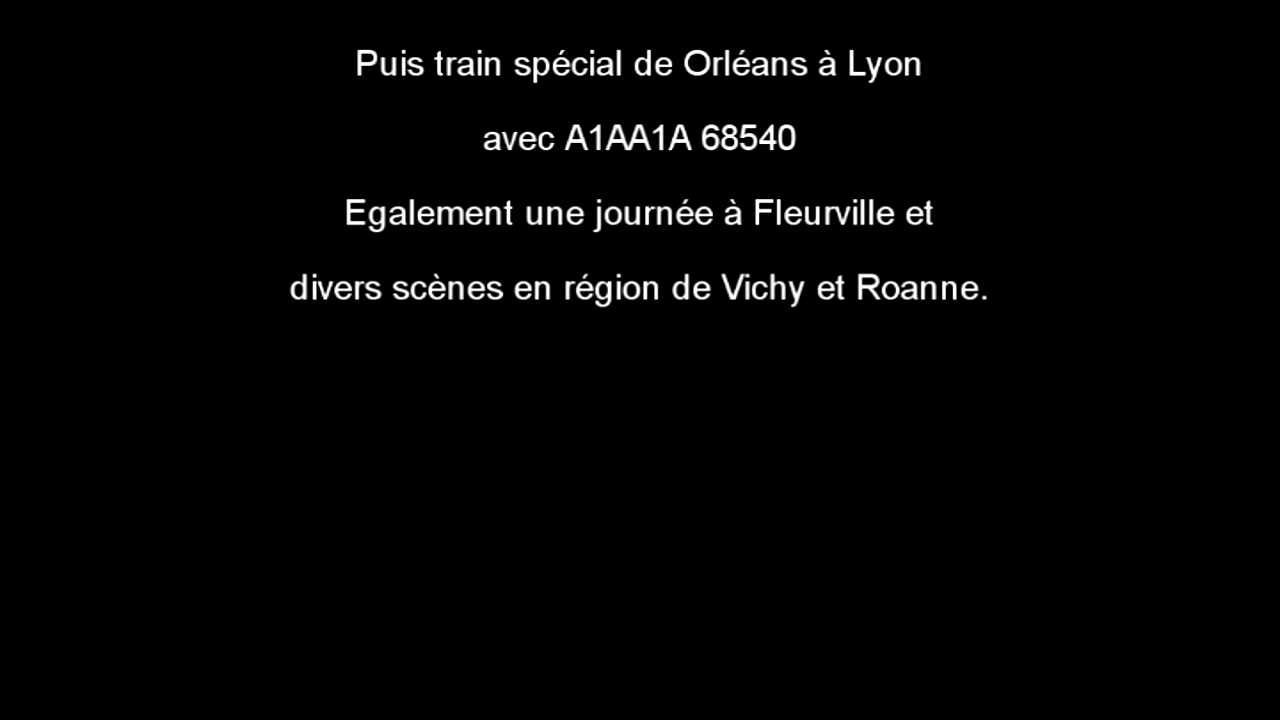 Puis train spécial de Orléans à Lyon
avec A1AA1A 68540
Egalement une journée à Fleurville et
divers scènes en région de Vichy et Roanne.